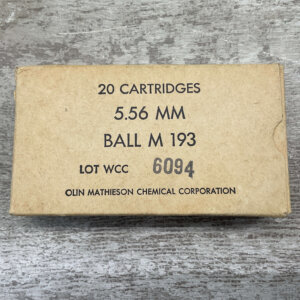 20 CARTRIDGES
5.56 MM
BALL M 193
LOT WCC 6094
OLIN MATHIESON CHEMICAL CORPORATION